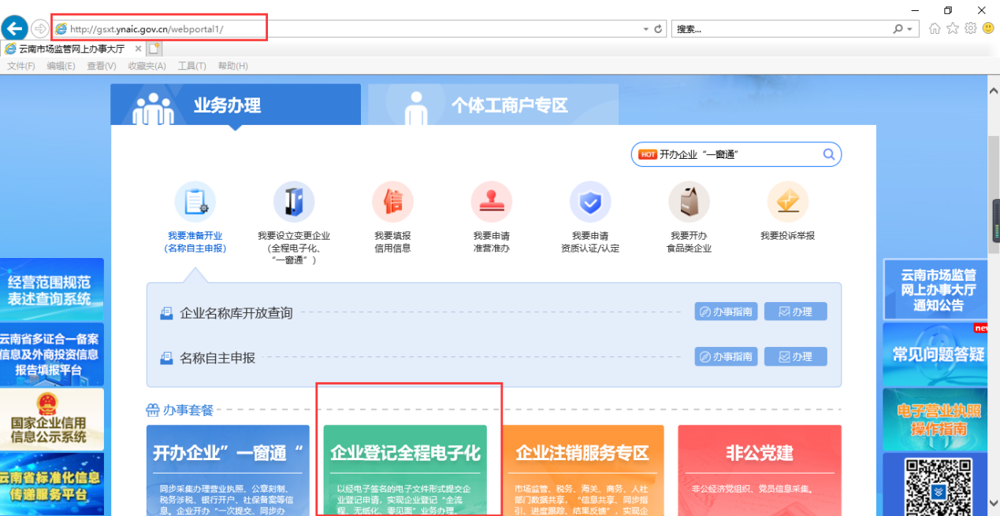 http://gsxt.ynaic.gov.cn/webportal1/
搜索...
云南市场监管网上办事大厅
文件(F) 编辑(E) 查看(V) 收藏夹(A) 工具(T) 帮助(H)
业务办理
个体工商户专区
HOT 开办企业“一窗通”
我要准备开业
(名称自主申报)
我要设立变更企业
(全程电子化、
“一窗通”)
我要填报
信用信息
我要申请
准营准办
我要申请
资质认证/认定
我要开办
食品类企业
我要投诉举报
经营范围规范
表述查询系统
云南省多证合一备案
信息及外商投资信息
报告填报平台
国家企业信用
信息公示系统
云南省标准化信息
传递服务平台
企业名称库开放查询
办事指南
办理
名称自主申报
办事指南
办理
云南市场监管
网上办事大厅
通知公告
new
常见问题答疑
电子营业执照
操作指南
办事套餐
开办企业”一窗通“
同步采集办理营业执照、公章刻制、
税务涉税、银行开户、社保备案等信
息。企业开办“一次提交、同步办
企业登记全程电子化
以经电子签名的电子文件形式提交企
业登记申请，实现企业登记“全流
程、无纸化、零见面”业务办理。
企业注销服务专区
市场监管、税务、海关、商务、人社
部门数据共享，“信息共享、同步指
引、进度跟踪、结果反馈”，实现企
非公党建
非公经济党组织、党员信息采集。